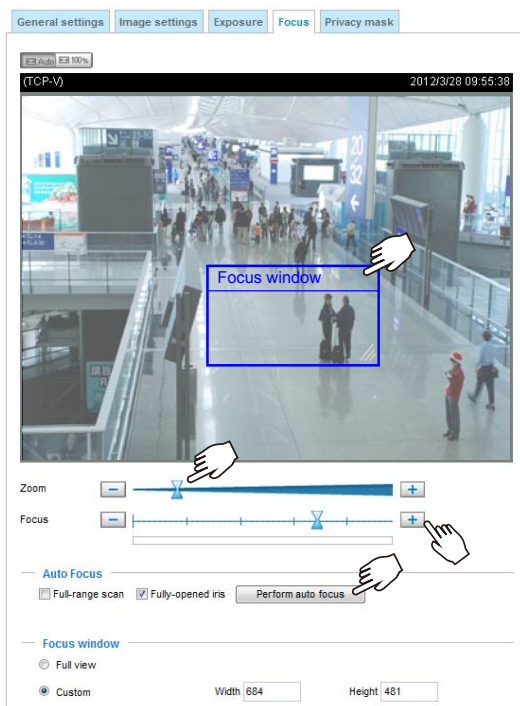 General settings Image settings Exposure Focus Privacy mask
Auto 100%
(TCP-V) 2012/3/28 09:55:38
20
32
Focus window
Zoom
Focus
Auto Focus
Full-range scan Fully-opened iris Perform auto focus
Focus window
Full view
Custom Width 684 Height 481